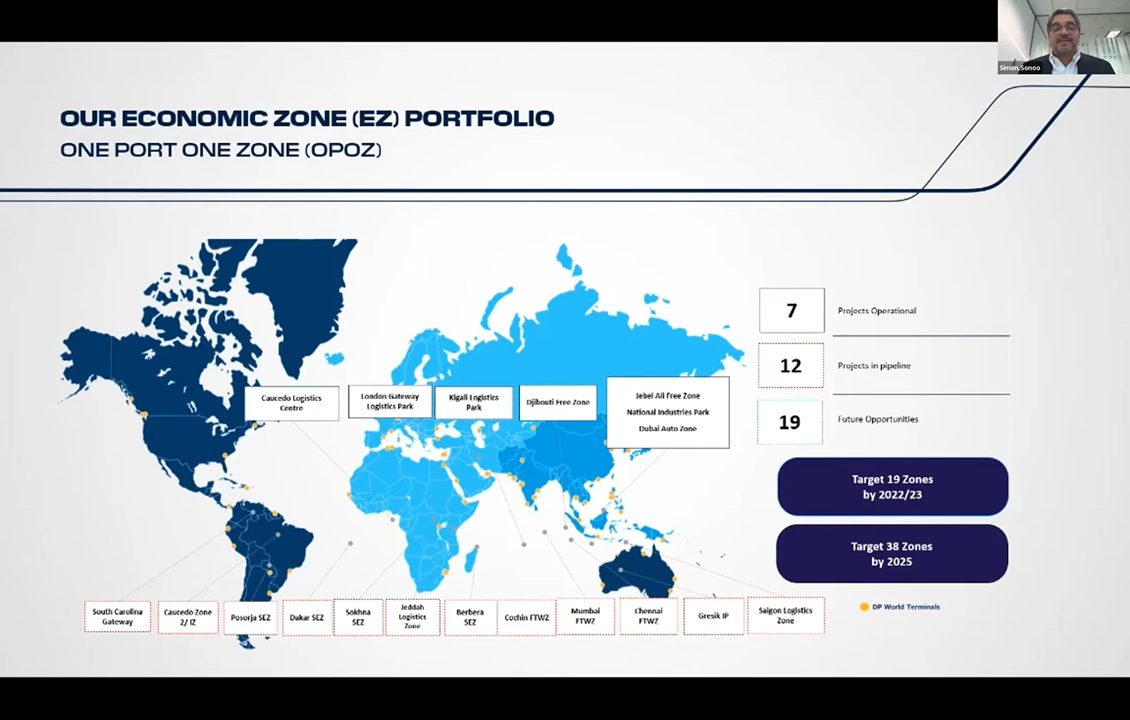 Simon.Sonoo
OUR ECONOMIC ZONE (EZ) PORTFOLIO
ONE PORT ONE ZONE (OPOZ)
Caucedo Logistics
Centre
London Gateway
Logistics Park
Kigali Logistics
Park
Djibouti Free Zone
Jebel Ali Free Zone
National Industries Park
Dubai Auto Zone
7
Projects Operational
12
Projects in pipeline
19
Future Opportunities
Target 19 Zones
by 2022/23
Target 38 Zones
by 2025
DP World Terminals
South Carolina
Gateway
Caucedo Zone
2/ IZ
Posorja SEZ
Dakar SEZ
Sokhna
SEZ
Jeddah
Logistics
Zone
Berbera
SEZ
Cochin FTWZ
Mumbai
FTWZ
Chennai
FTWZ
Gresik IP
Saigon Logistics
Zone